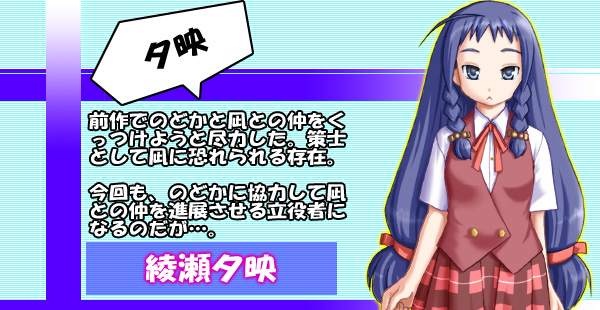 夕映
前作でのどかと凪との仲をく
っつけようと尽力した。策士
として凪に恐れられる存在。
今回も、のどかに協力して凪
との仲を進展させる立役者に
なるのだが…。
綾瀬夕映